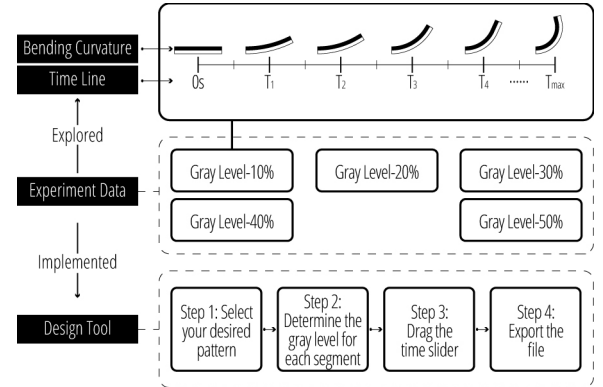 Bending Curvature
Time Line
0s T1 T2 T3 T4 ...... Tmax
Explored
Experiment Data
Gray Level-10% Gray Level-20% Gray Level-30%
Gray Level-40% Gray Level-50%
Implemented
Design Tool
Step 1: Select
your desired
pattern
Step 2:
Determine the
gray level for
each segment
Step 3:
Drag the
time slider
Step 4:
Export the
file